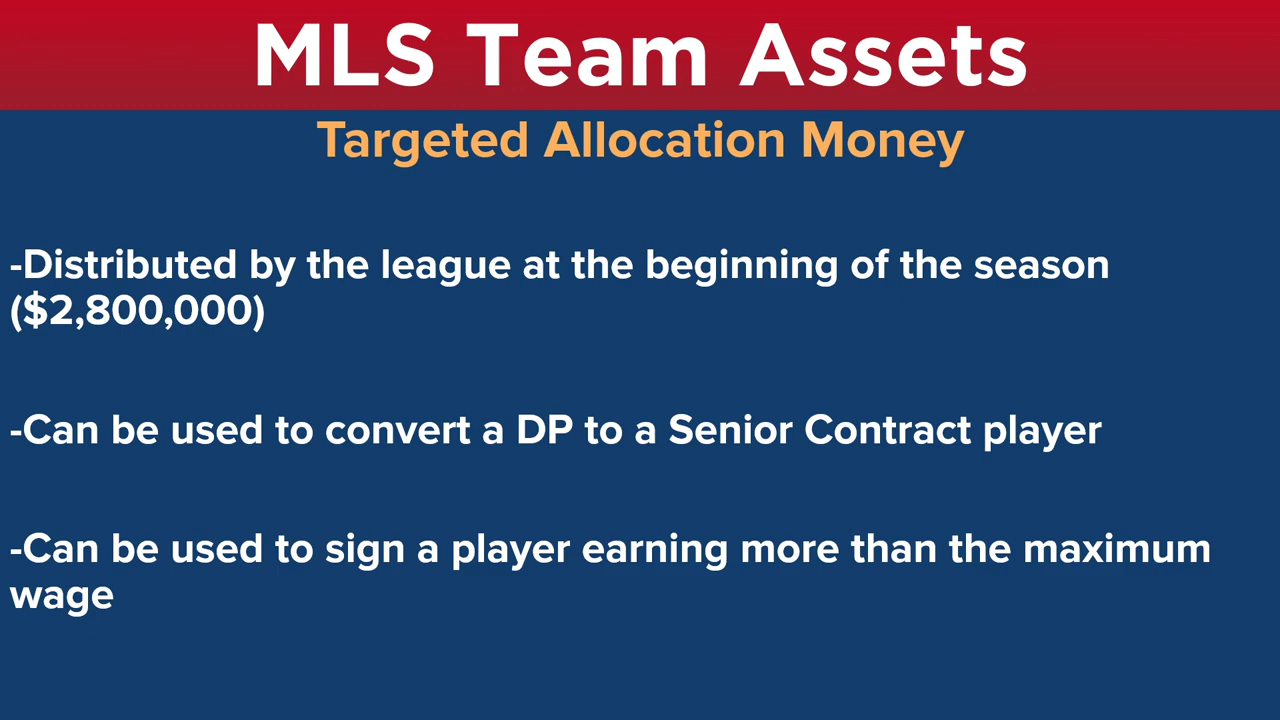 MLS Team Assets
Targeted Allocation Money
-Distributed by the league at the beginning of the season
($2,800,000)
-Can be used to convert a DP to a Senior Contract player
-Can be used to sign a player earning more than the maximum
wage